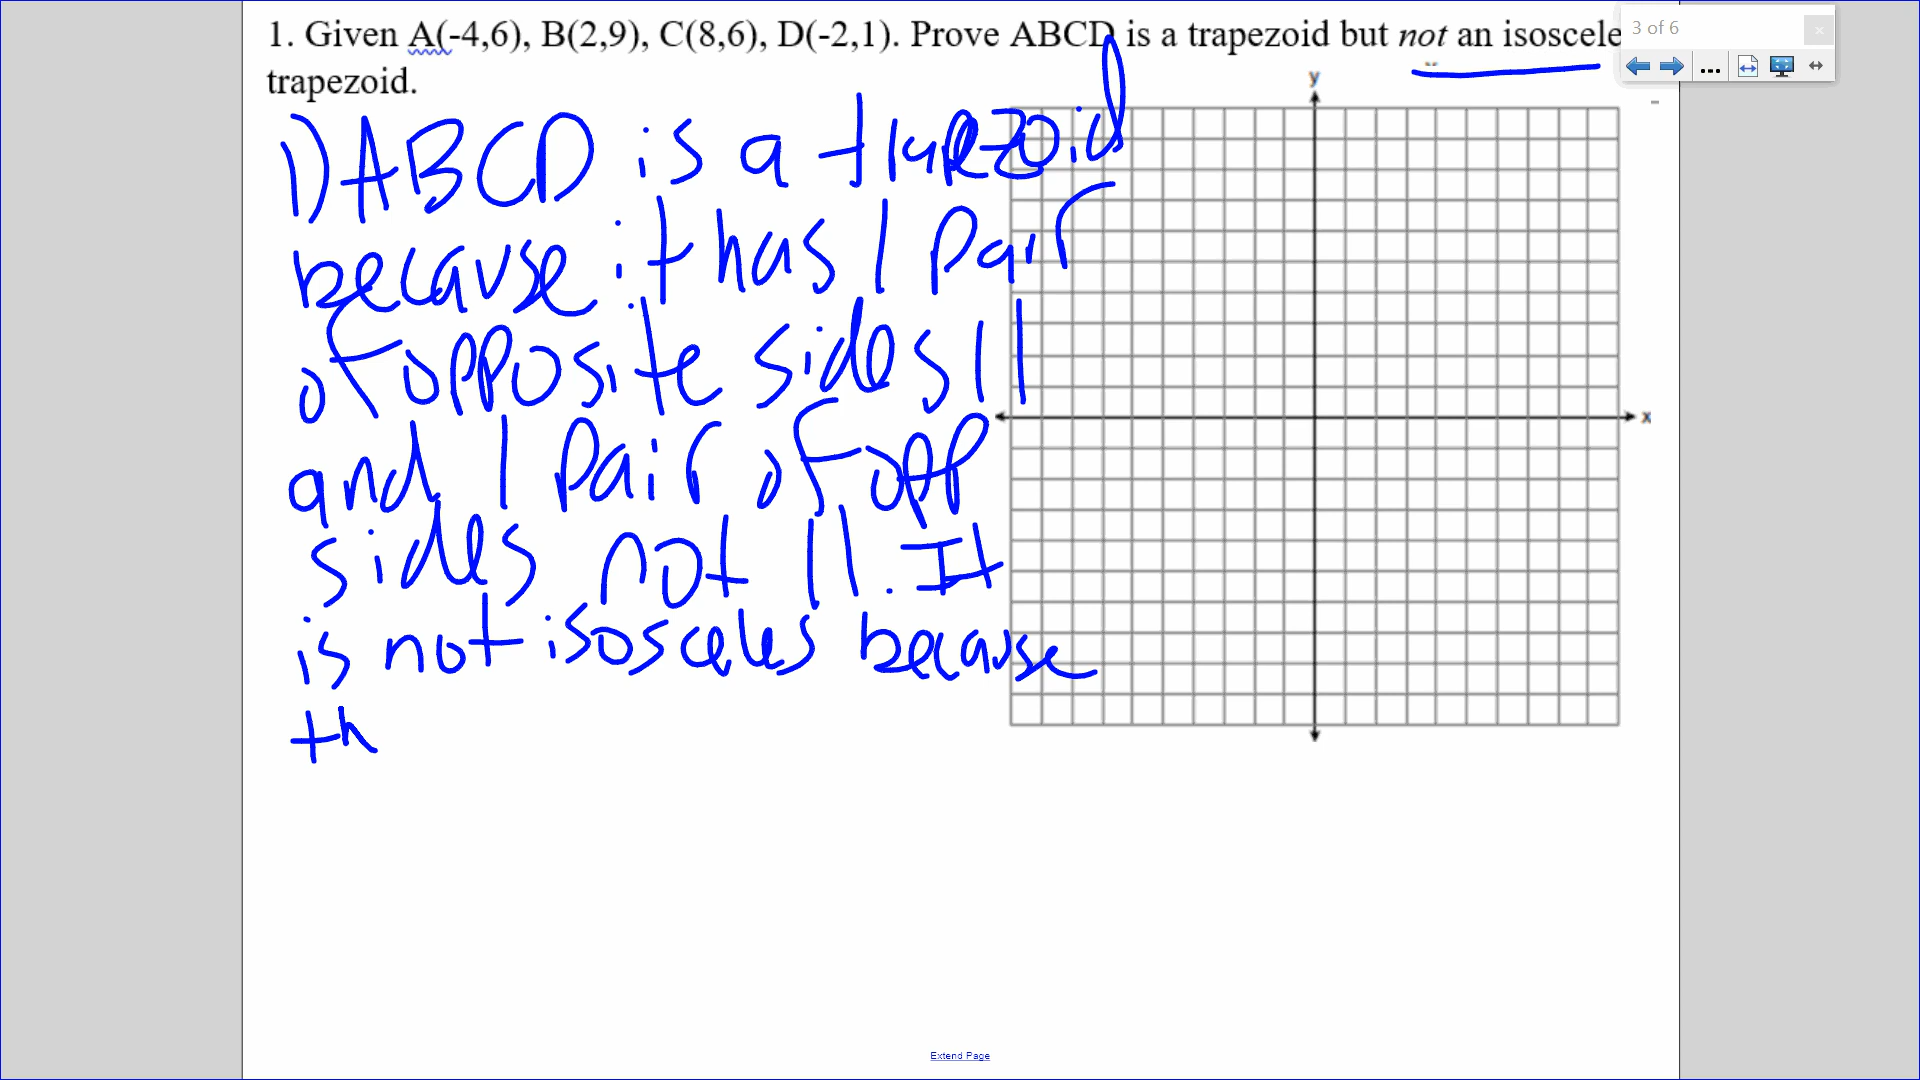 1. Given A(-4,6), B(2,9), C(8,6), D(-2,1). Prove ABCD is a trapezoid but not an isoscele
trapezoid.
3 of 6
y
1) ABCD is a trapezoid
because it has 1 pair
of opposite sides ||
x
and 1 pair of opp
sides not ||. It
is not isosceles because
th
Extend Page